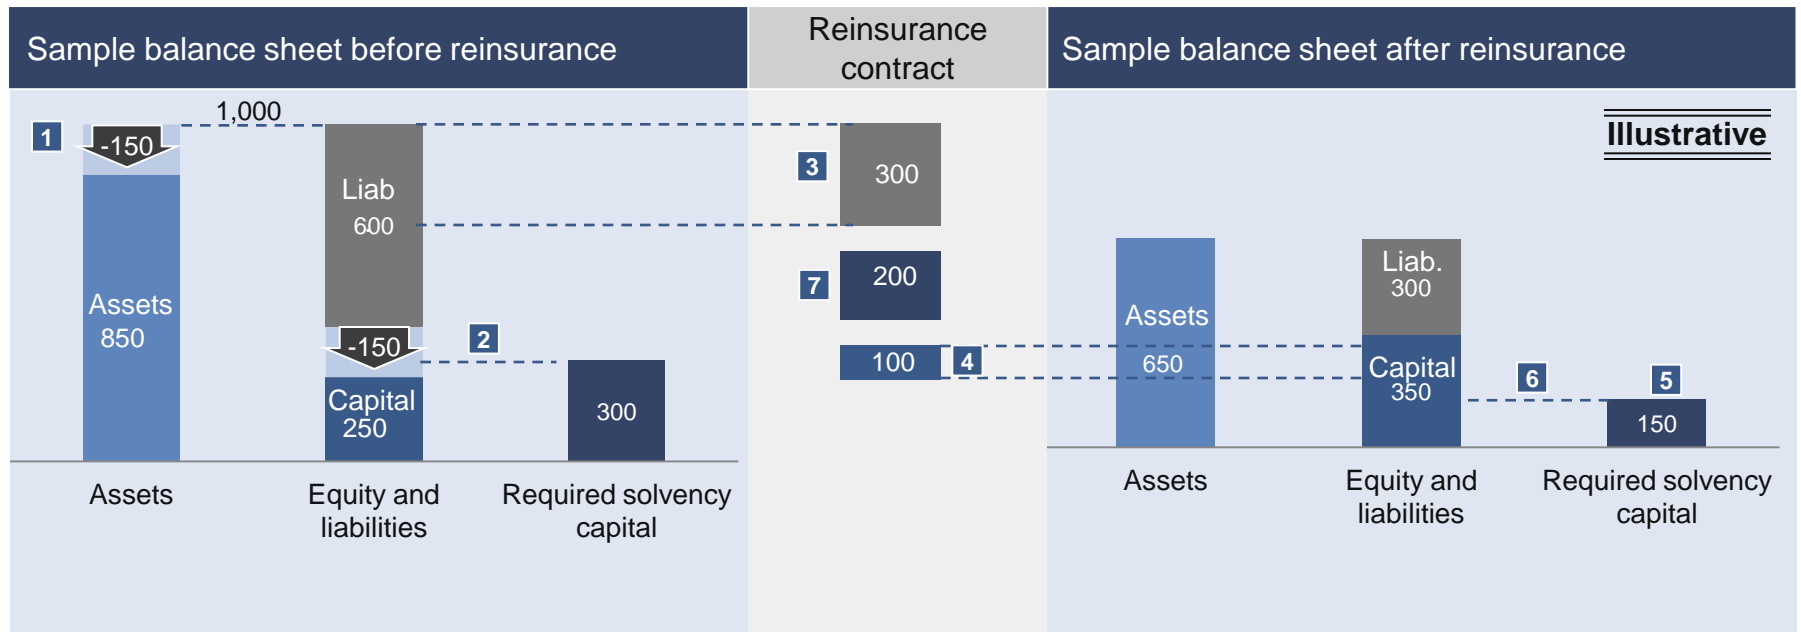 Sample balance sheet before reinsurance
Reinsurance
contract
Sample balance sheet after reinsurance
1
-150
1,000
Assets
850
Liab
600
-150
Capital
250
2
300
3
300
7
200
100
4
Illustrative
Assets
650
Liab.
300
Capital
350
6
5
150
Assets
Equity and
liabilities
Required solvency
capital
Assets
Equity and
liabilities
Required solvency
capital